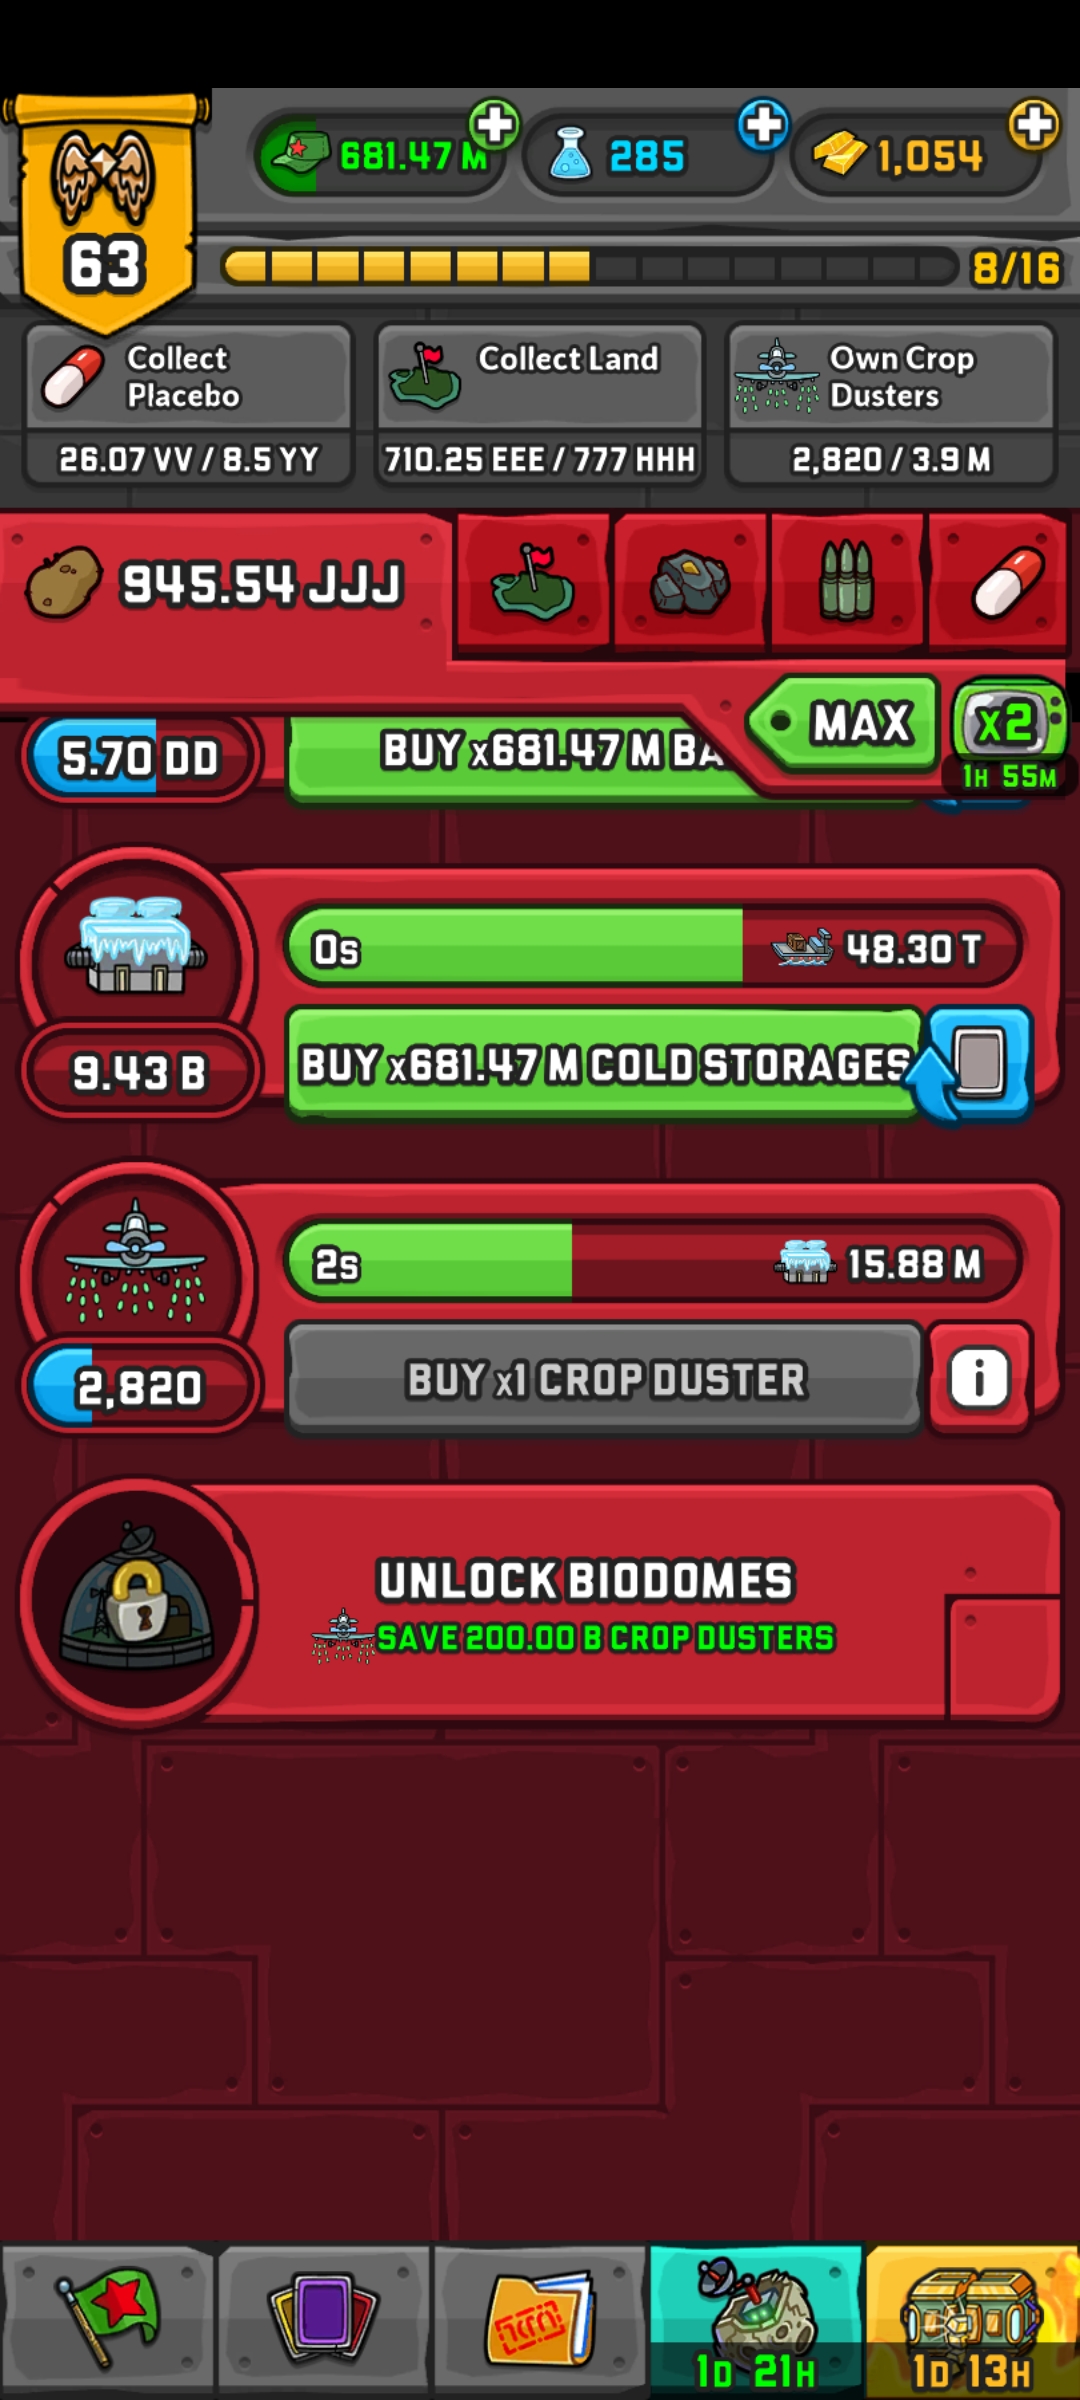 681.47 M
285
1,054
63
8/16
Collect
Placebo
Collect Land
Own Crop
Dusters
26.07 VV / 8.5 YY
710.25 EEE / 777 HHH
2,820 / 3.9 M
945.54 JJJ
MAX
x2
1H 55M
5.70 DD
BUY x681.47 M BA
0s
48.30 T
9.43 B
BUY x681.47 M COLD STORAGES
2s
15.88 M
2,820
BUY x1 CROP DUSTER
i
UNLOCK BIODOMES
SAVE 200.00 B CROP DUSTERS
1D 21H
1D 13H